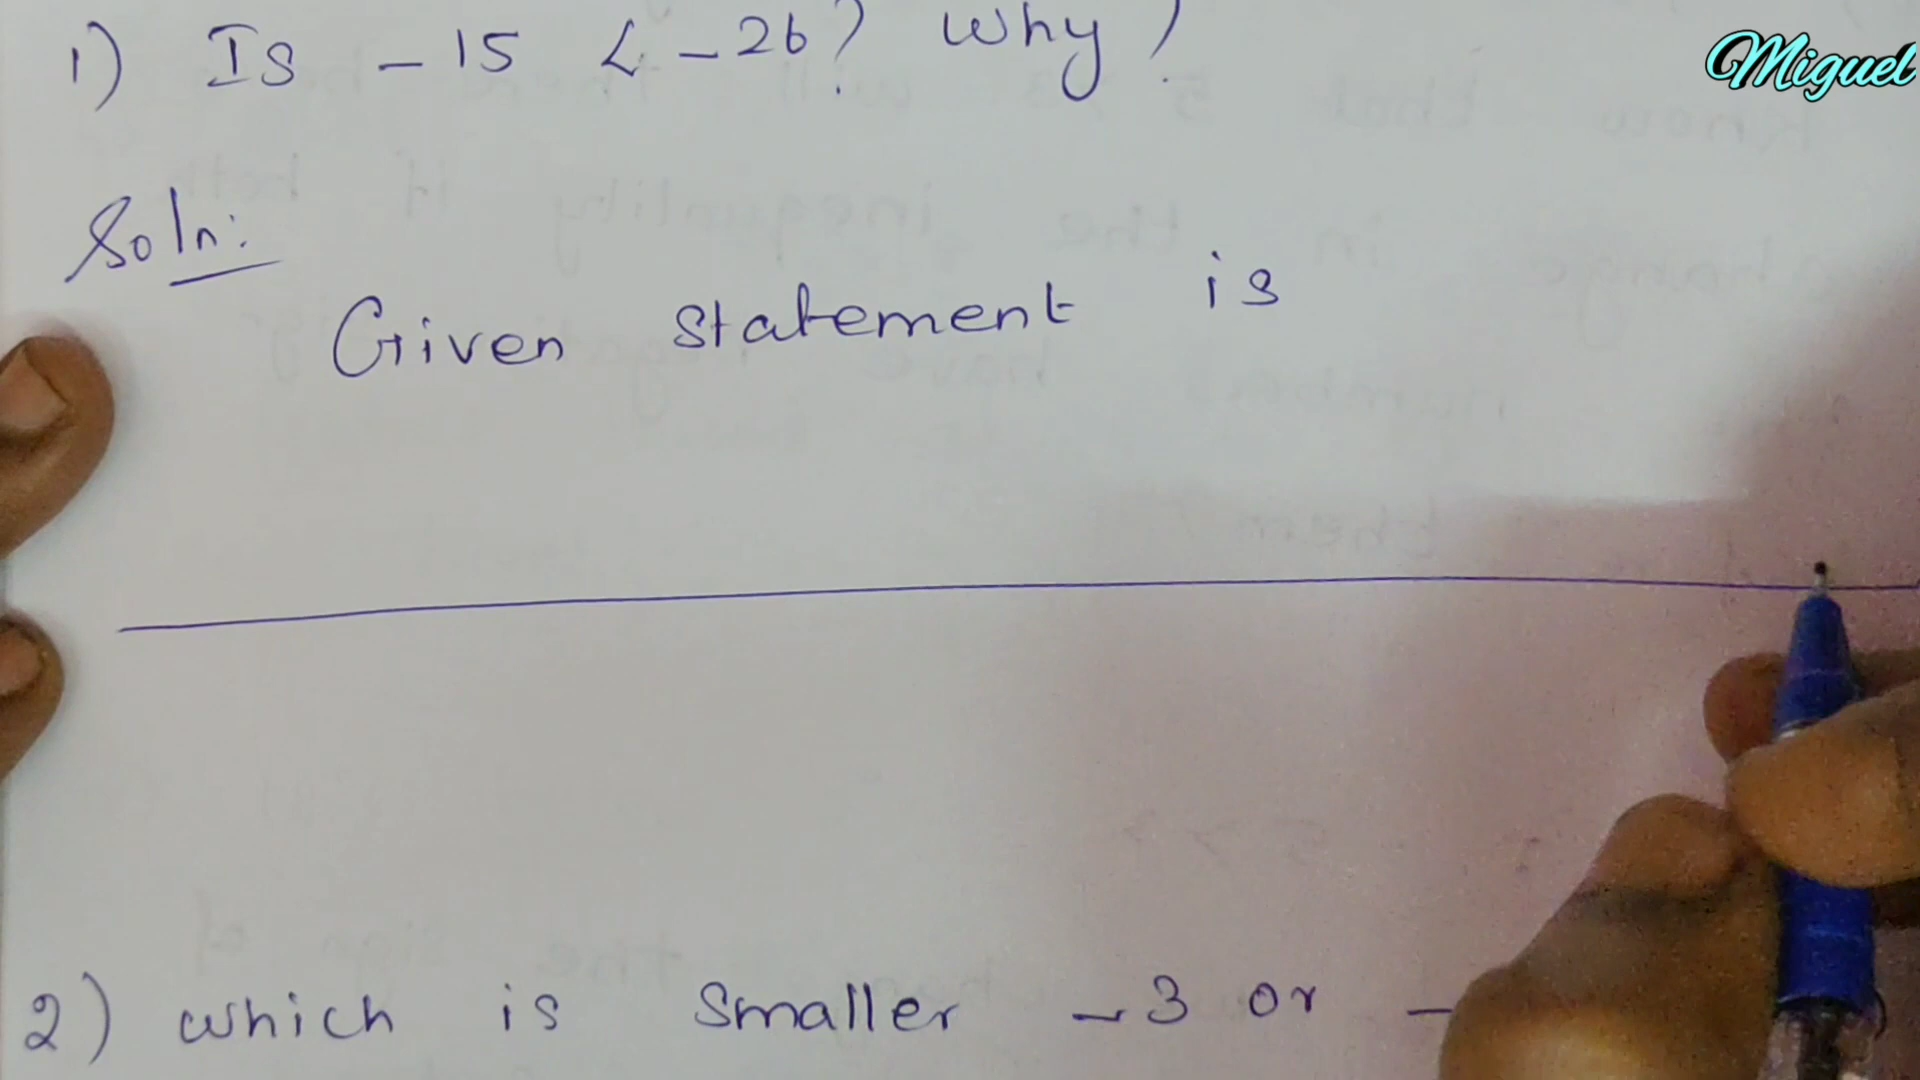 1) Is -15 < -26? Why?
Miguel
Soln:
Given statement is
2) which is smaller -3 or -